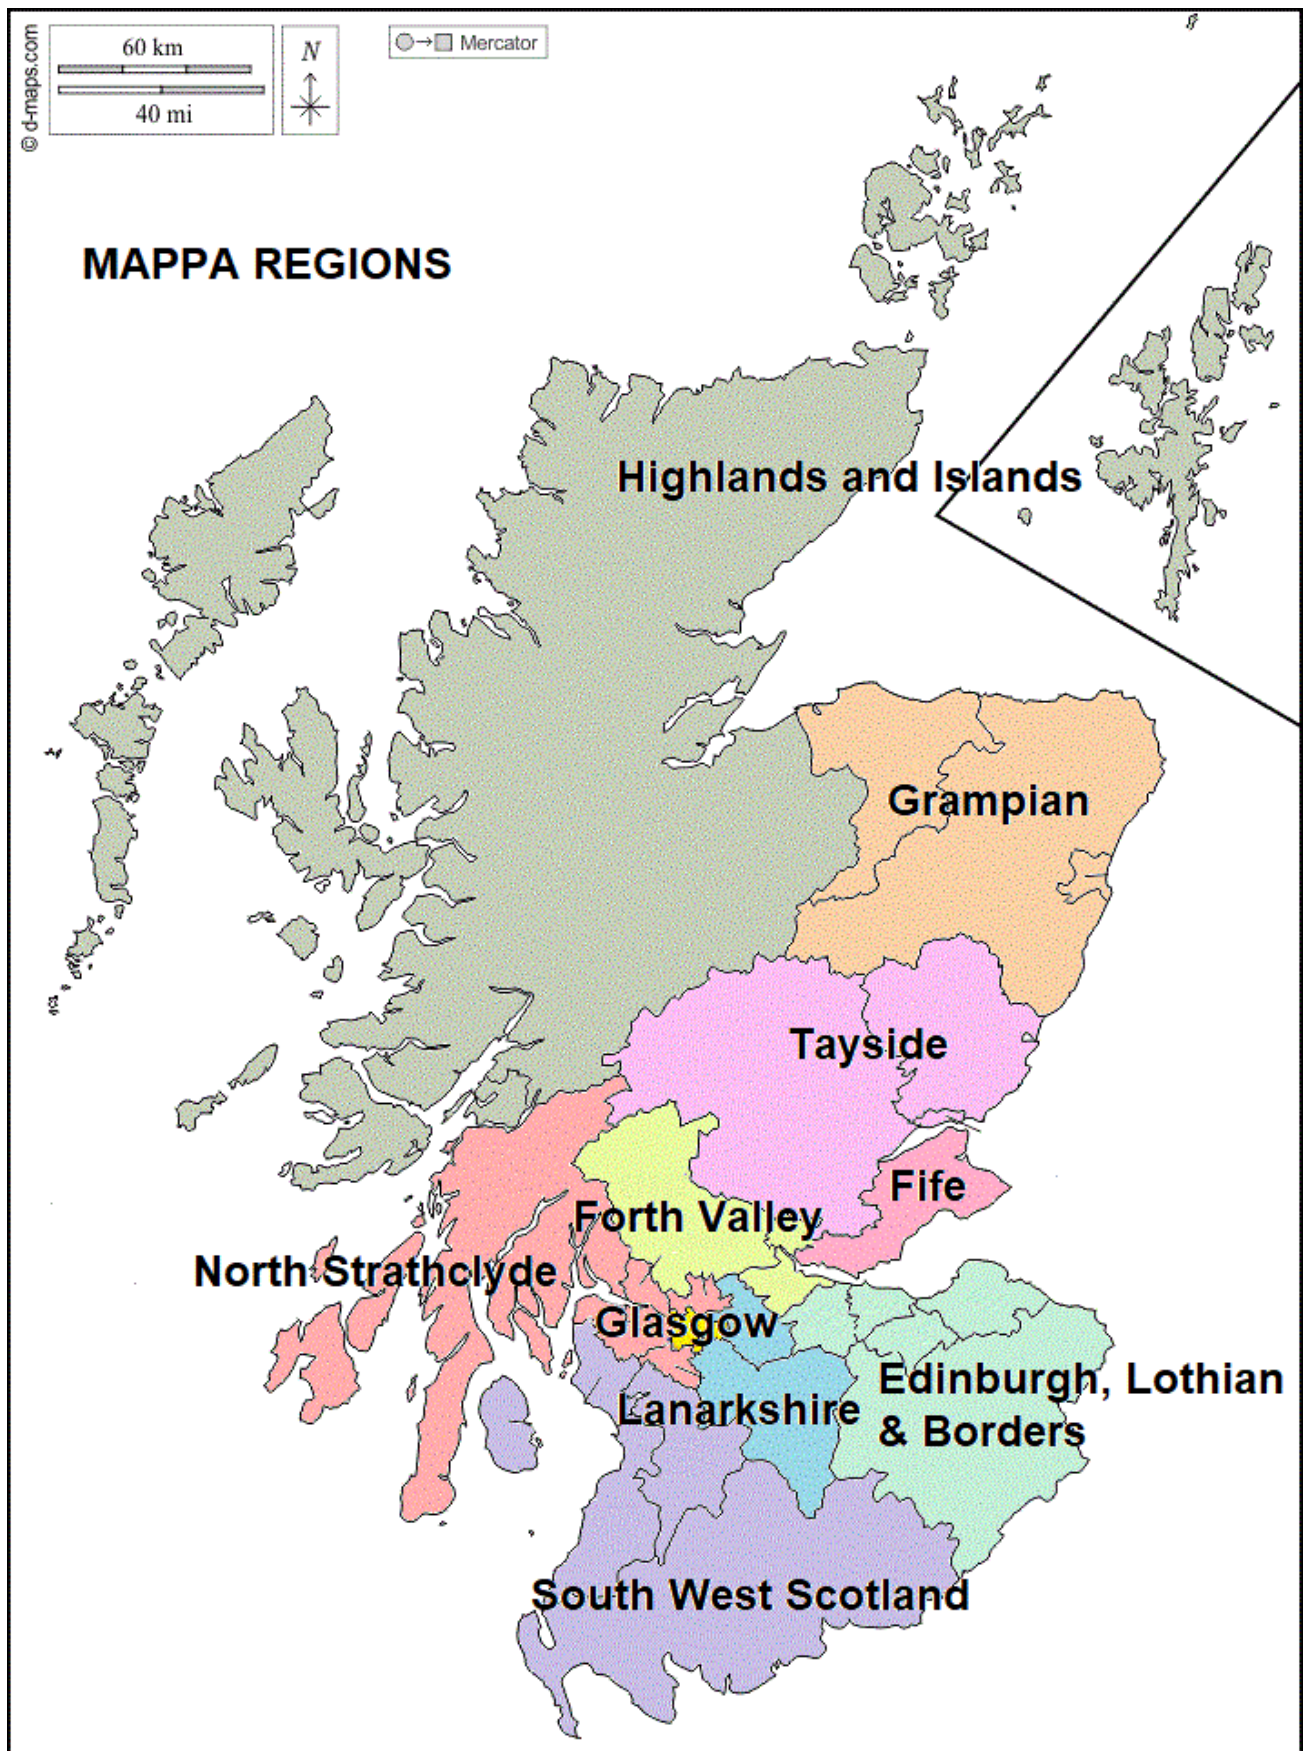 © d-maps.com
60 km
40 mi
N
Mercator
MAPPA REGIONS
Highlands and Islands
Grampian
Tayside
Fife
Forth Valley
North Strathclyde
Glasgow
Edinburgh, Lothian
& Borders
Lanarkshire
South West Scotland